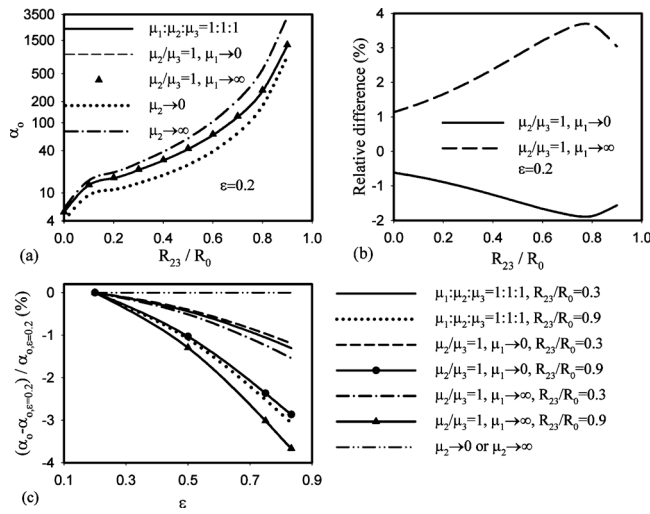 3500
1500
500
200
100
40
10
4
α₀
μ₁:μ₂:μ₃=1:1:1
μ₂/μ₃=1, μ₁→0
μ₂/μ₃=1, μ₁→∞
μ₂→0
μ₂→∞
ε=0.2
0.0 0.2 0.4 0.6 0.8 1.0
(a) R₂₃ / R₀
4
3
2
1
0
-1
-2
Relative difference (%)
μ₂/μ₃=1, μ₁→0
μ₂/μ₃=1, μ₁→∞
ε=0.2
0.0 0.2 0.4 0.6 0.8 1.0
(b) R₂₃ / R₀
0
-1
-2
-3
-4
(αₒ-αₒ,ε=0.2) / αₒ,ε=0.2 (%)
0.1 0.3 0.5 0.7 0.9
(c) ε
μ₁:μ₂:μ₃=1:1:1, R₂₃/R₀=0.3
μ₁:μ₂:μ₃=1:1:1, R₂₃/R₀=0.9
μ₂/μ₃=1, μ₁→0, R₂₃/R₀=0.3
μ₂/μ₃=1, μ₁→0, R₂₃/R₀=0.9
μ₂/μ₃=1, μ₁→∞, R₂₃/R₀=0.3
μ₂/μ₃=1, μ₁→∞, R₂₃/R₀=0.9
μ₂→0 or μ₂→∞